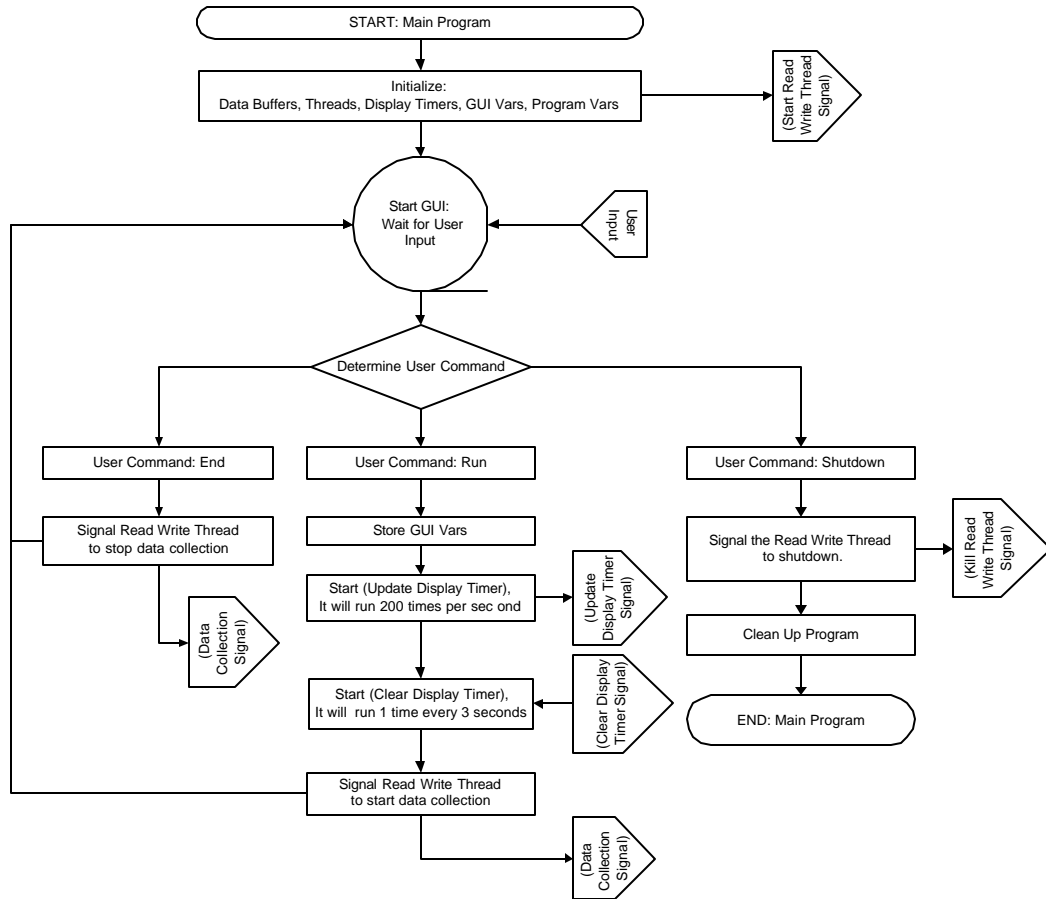 START: Main Program
Initialize:
Data Buffers, Threads, Display Timers, GUI Vars, Program Vars
(Start Read
Write Thread
Signal)
Start GUI:
Wait for User
Input
User
Input
Determine User Command
User Command: End
User Command: Run
User Command: Shutdown
Signal Read Write Thread
to stop data collection
Store GUI Vars
Signal the Read Write Thread
to shutdown.
(Kill Read
Write Thread
Signal)
Start (Update Display Timer),
It will run 200 times per sec ond
(Update
Display Timer
Signal)
(Data
Collection
Signal)
Clean Up Program
Start (Clear Display Timer),
It will run 1 time every 3 seconds
(Clear Display
Timer Signal)
END: Main Program
Signal Read Write Thread
to start data collection
(Data
Collection
Signal)